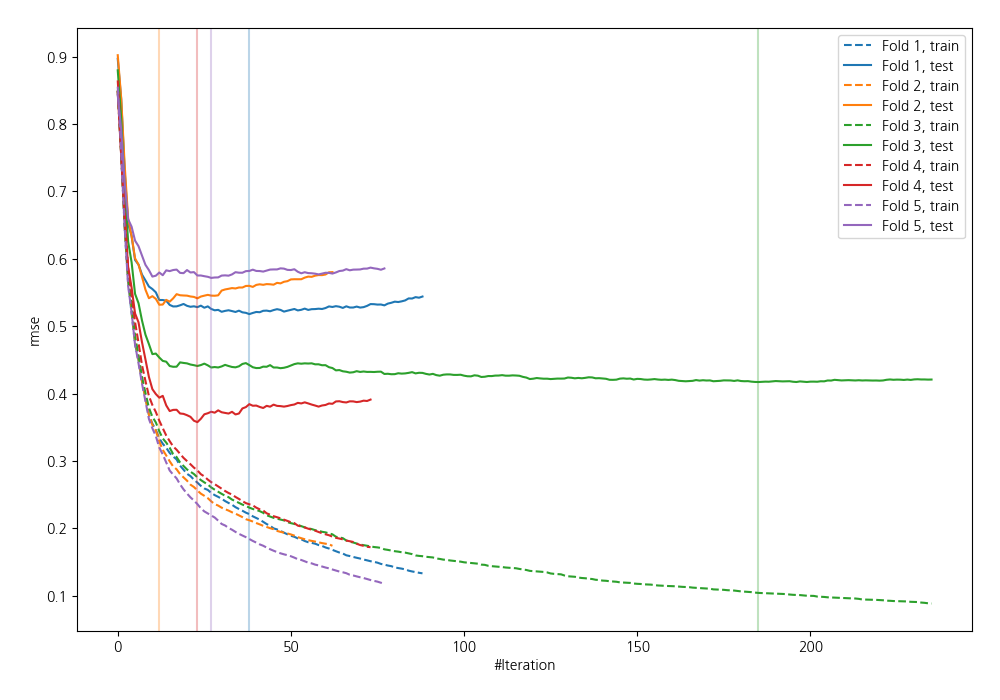 0.9
0.8
0.7
0.6
0.5
0.4
0.3
0.2
0.1
rmse
0
50
100
150
200
#Iteration
Fold 1, train
Fold 1, test
Fold 2, train
Fold 2, test
Fold 3, train
Fold 3, test
Fold 4, train
Fold 4, test
Fold 5, train
Fold 5, test